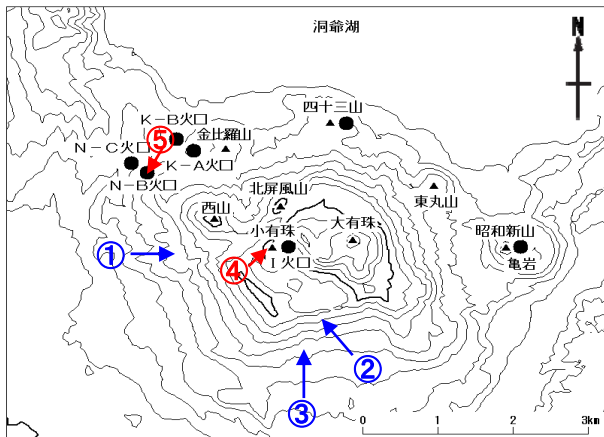 洞爺湖
N
四十三山
K-B火口
⑤
金比羅山
N-C火口
K-A火口
N-B火口
北屏風山
東丸山
西山
小有珠
大有珠
昭和新山
①
④
I火口
亀岩
②
③
0 1 2 3km